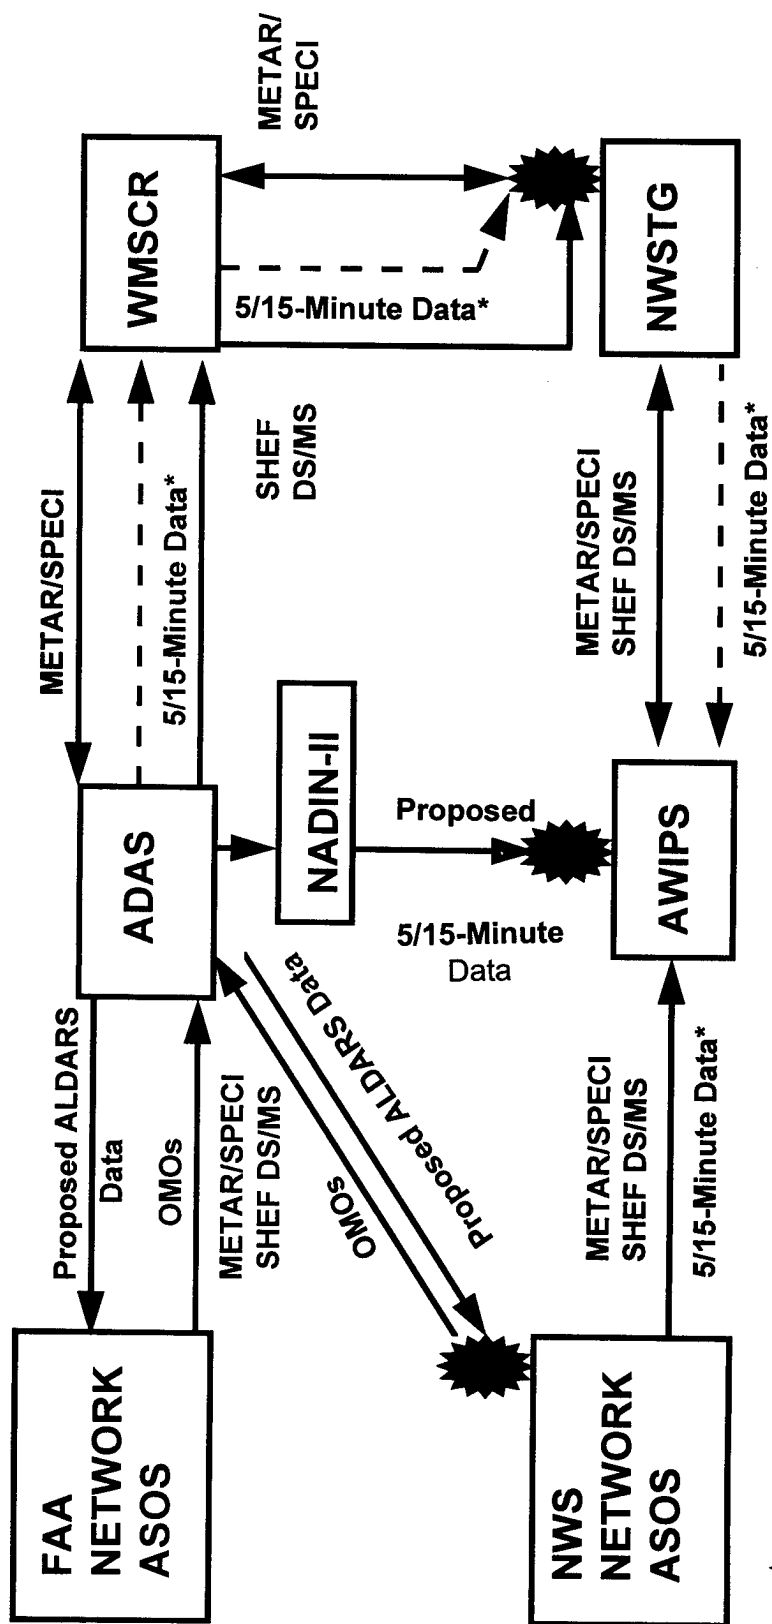 FAA
NETWORK
ASOS
Proposed ALDARS
Data
OMOs
METAR/SPECI
SHEF DS/MS
ADAS
METAR/SPECI
5/15-Minute Data*
SHEF
DS/MS
WMSCR
METAR/
SPECI
5/15-Minute Data*
OMOs
Proposed ALDARS Data
NADIN-II
Proposed
5/15-Minute
Data
NWS
NETWORK
ASOS
METAR/SPECI
SHEF DS/MS
5/15-Minute Data*
AWIPS
METAR/SPECI
SHEF DS/MS
5/15-Minute Data*
NWSTG